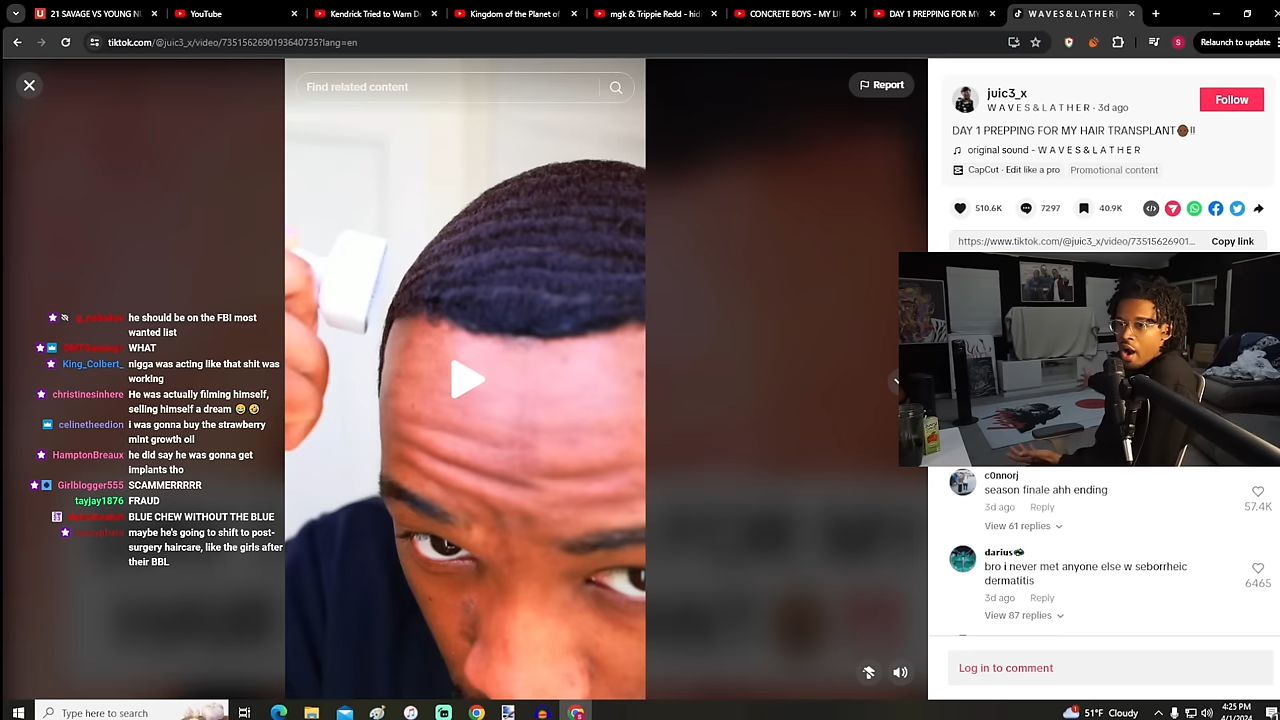 21 SAVAGE VS YOUNG N
YouTube
Kendrick Tried to Warn D
Kingdom of the Planet of
mgk & Trippie Redd - hid
CONCRETE BOYS - MY LI
DAY 1 PREPPING FOR MY
W A V E S & L A T H E R
tiktok.com/@juic3_x/video/7351562690193640735?lang=en
Relaunch to update
Find related content
Report
juic3_x
W A V E S & L A T H E R · 3d ago
Follow
DAY 1 PREPPING FOR MY HAIR TRANSPLANT👨🏿‼️
original sound - W A V E S & L A T H E R
CapCut · Edit like a pro
Promotional content
510.6K
7297
40.9K
https://www.tiktok.com/@juic3_x/video/73515626901...
Copy link
he should be on the FBI most
wanted list
WHAT
King_Colbert_ nigga was acting like that shit was
working
christinesinhere He was actually filming himself,
selling himself a dream 😄 🤣
celinetheedion i was gonna buy the strawberry
mint growth oil
HamptonBreaux he did say he was gonna get
implants tho
Girlblogger555 SCAMMERRRRR
tayjay1876 FRAUD
BLUE CHEW WITHOUT THE BLUE
maybe he's going to shift to post-
surgery haircare, like the girls after
their BBL
c0nnorj
season finale ahh ending
3d ago Reply
57.4K
View 61 replies
darius
bro i never met anyone else w seborrheic
dermatitis
6465
3d ago Reply
View 87 replies
Log in to comment
Type here to search
51°F Cloudy
4:25 PM
4/1/2024